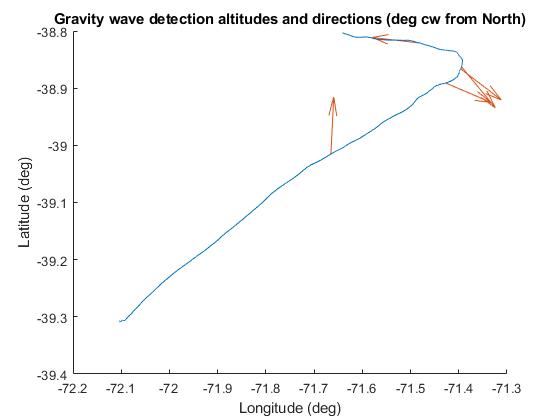 Gravity wave detection altitudes and directions (deg cw from North)
-38.8
-38.9
-39
-39.1
-39.2
-39.3
-39.4
Latitude (deg)
-72.2 -72.1 -72 -71.9 -71.8 -71.7 -71.6 -71.5 -71.4 -71.3
Longitude (deg)